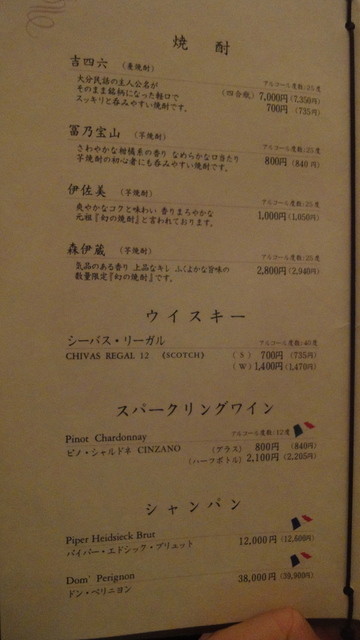 焼酎
吉四六 （麦焼酎）
アルコール度数:25度
大分民話の主人公名が
そのまま銘柄になった軽口で
スッキリと呑みやすい焼酎です。
(四合瓶) 7,000円 (7,350円)
700円 (735円)
冨乃宝山 （芋焼酎）
アルコール度数:25度
さわやかな柑橘系の香り なめらかな口当たり
芋焼酎の初心者にも呑みやすい焼酎です。
800円 (840円)
伊佐美 （芋焼酎）
アルコール度数:25度
爽やかなコクと味わい 香りまろやかな
元祖『幻の焼酎』と言われております。
1,000円 (1,050円)
森伊蔵 （芋焼酎）
アルコール度数:25度
気品のある香り 上品なキレ ふくよかな旨味の
数量限定『幻の焼酎』です。
2,800円 (2,940円)
ウイスキー
シーバス・リーガル
アルコール度数:40度
CHIVAS REGAL 12 《SCOTCH》
(S) 700円 (735円)
(W) 1,400円 (1,470円)
スパークリングワイン
Pinot Chardonnay
アルコール度数:12度
ピノ・シャルドネ CINZANO
(グラス) 800円 (840円)
(ハーフボトル) 2,100円 (2,205円)
シャンパン
Piper Heidsieck Brut
パイパー・エドシック・ブリュット
12,000円 (12,600円)
Dom' Perignon
ドン・ペリニヨン
38,000円 (39,900円)